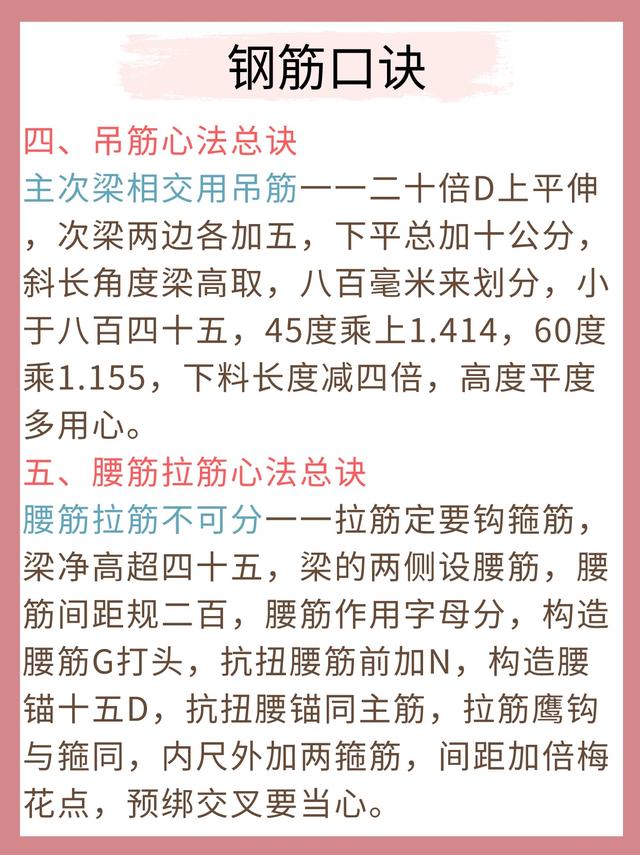 钢筋口诀
四、吊筋心法总诀
主次梁相交用吊筋一一二十倍D上平伸
，次梁两边各加五，下平总加十公分，
斜长角度梁高取，八百毫米来划分，小
于八百四十五，45度乘上1.414，60度
乘1.155，下料长度减四倍，高度平度
多用心。
五、腰筋拉筋心法总诀
腰筋拉筋不可分一一拉筋定要钩箍筋，
梁净高超四十五，梁的两侧设腰筋，腰
筋间距规二百，腰筋作用字母分，构造
腰筋G打头，抗扭腰筋前加N，构造腰
锚十五D，抗扭腰锚同主筋，拉筋鹰钩
与箍同，内尺外加两箍筋，间距加倍梅
花点，预绑交叉要当心。